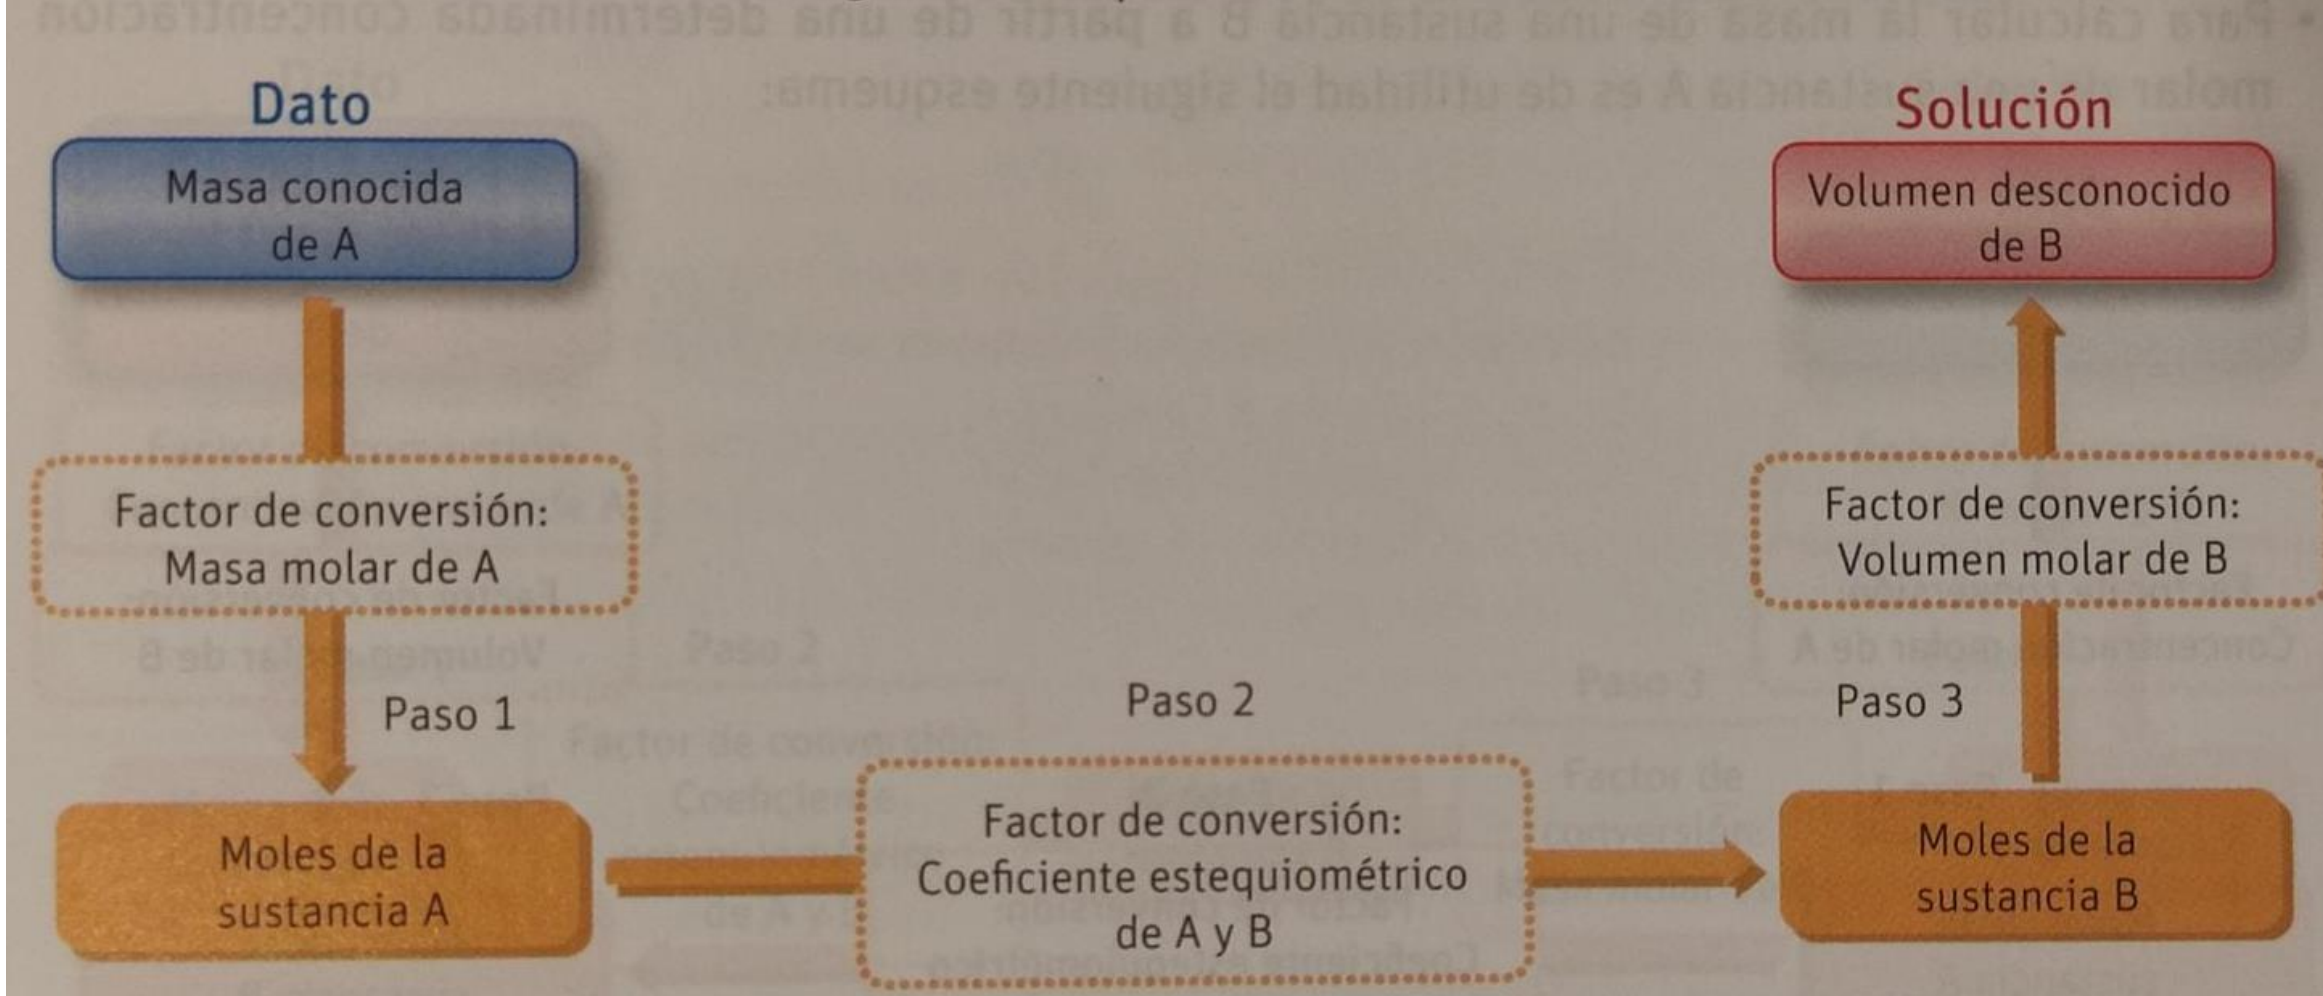 Dato
Masa conocida
de A
Factor de conversión:
Masa molar de A
Paso 1
Moles de la
sustancia A
Paso 2
Factor de conversión:
Coeficiente estequiométrico
de A y B
Moles de la
sustancia B
Paso 3
Factor de conversión:
Volumen molar de B
Solución
Volumen desconocido
de B